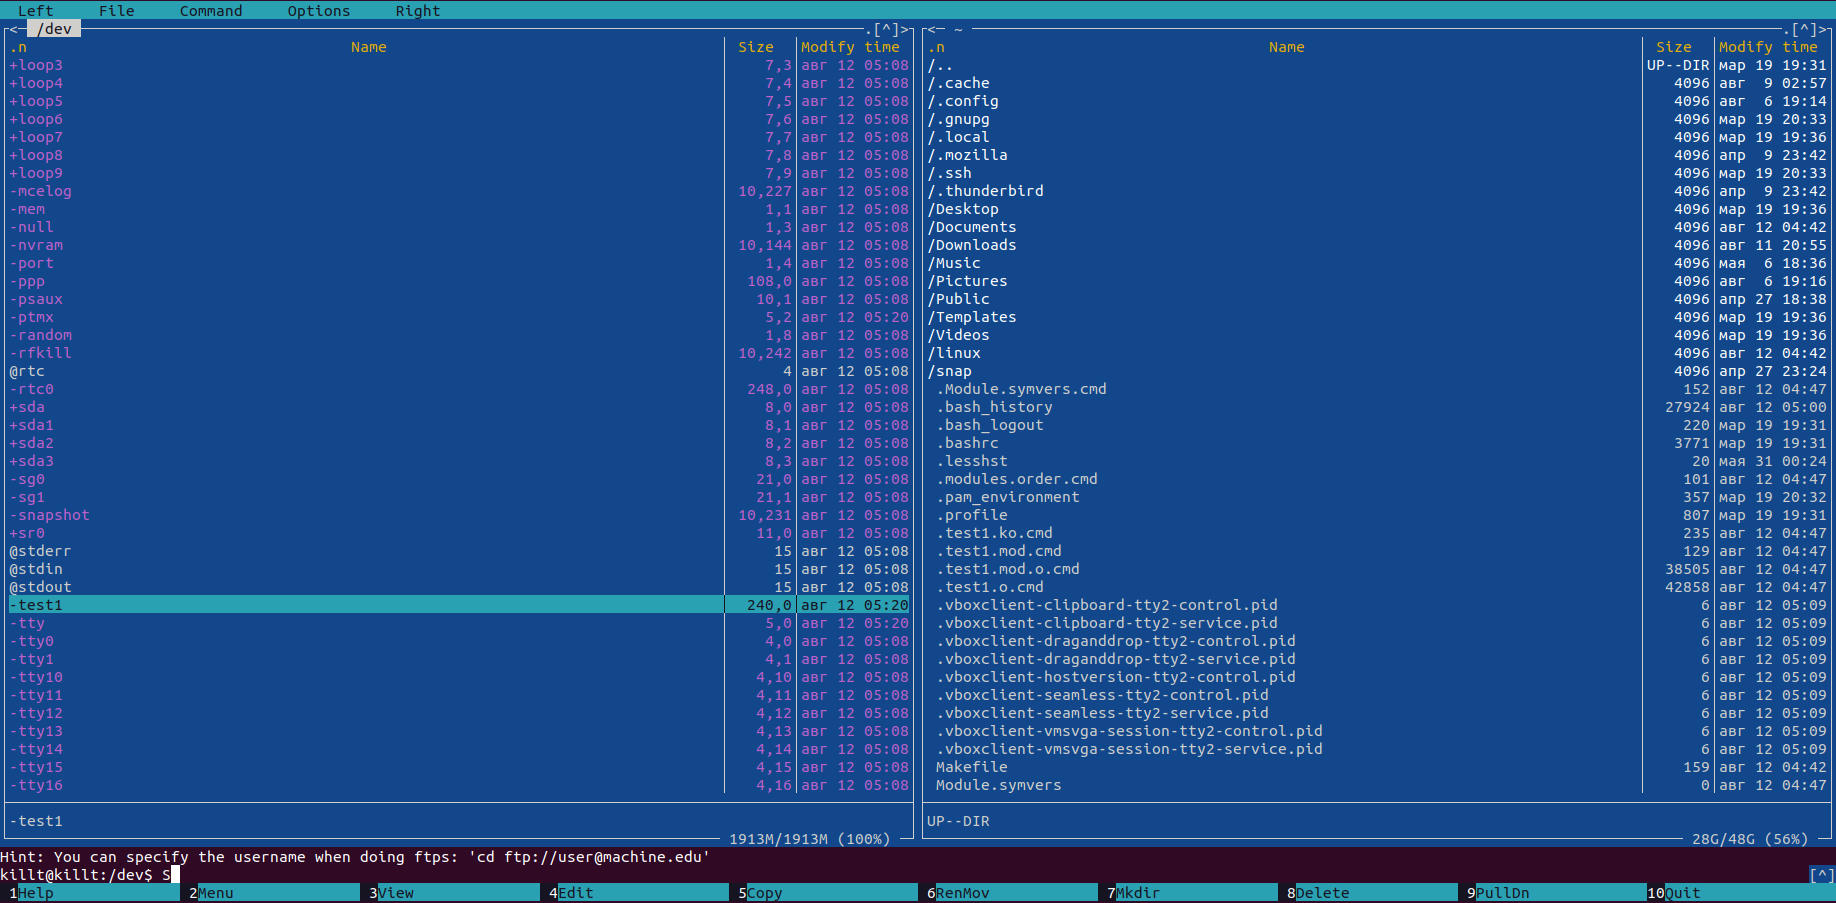 Left File Command Options Right
<─ /dev .[^]>
.n Name Size Modify time
+loop3 7,3 авг 12 05:08
+loop4 7,4 авг 12 05:08
+loop5 7,5 авг 12 05:08
+loop6 7,6 авг 12 05:08
+loop7 7,7 авг 12 05:08
+loop8 7,8 авг 12 05:08
+loop9 7,9 авг 12 05:08
-mcelog 10,227 авг 12 05:08
-mem 1,1 авг 12 05:08
-null 1,3 авг 12 05:08
-nvram 10,144 авг 12 05:08
-port 1,4 авг 12 05:08
-ppp 108,0 авг 12 05:08
-psaux 10,1 авг 12 05:08
-ptmx 5,2 авг 12 05:20
-random 1,8 авг 12 05:08
-rfkill 10,242 авг 12 05:08
@rtc 4 авг 12 05:08
-rtc0 248,0 авг 12 05:08
+sda 8,0 авг 12 05:08
+sda1 8,1 авг 12 05:08
+sda2 8,2 авг 12 05:08
+sda3 8,3 авг 12 05:08
-sg0 21,0 авг 12 05:08
-sg1 21,1 авг 12 05:08
-snapshot 10,231 авг 12 05:08
+sr0 11,0 авг 12 05:08
@stderr 15 авг 12 05:08
@stdin 15 авг 12 05:08
@stdout 15 авг 12 05:08
-test1 240,0 авг 12 05:20
-tty 5,0 авг 12 05:20
-tty0 4,0 авг 12 05:08
-tty1 4,1 авг 12 05:08
-tty10 4,10 авг 12 05:08
-tty11 4,11 авг 12 05:08
-tty12 4,12 авг 12 05:08
-tty13 4,13 авг 12 05:08
-tty14 4,14 авг 12 05:08
-tty15 4,15 авг 12 05:08
-tty16 4,16 авг 12 05:08
-test1
1913M/1913M (100%)
<─ ~ .[^]>
.n Name Size Modify time
/.. UP--DIR мар 19 19:31
/.cache 4096 авг 9 02:57
/.config 4096 авг 6 19:14
/.gnupg 4096 мар 19 20:33
/.local 4096 мар 19 19:36
/.mozilla 4096 апр 9 23:42
/.ssh 4096 мар 19 20:33
/.thunderbird 4096 апр 9 23:42
/Desktop 4096 мар 19 19:36
/Documents 4096 авг 12 04:42
/Downloads 4096 авг 11 20:55
/Music 4096 мая 6 18:36
/Pictures 4096 авг 6 19:16
/Public 4096 апр 27 18:38
/Templates 4096 мар 19 19:36
/Videos 4096 мар 19 19:36
/linux 4096 авг 12 04:42
/snap 4096 апр 27 23:24
.Module.symvers.cmd 152 авг 12 04:47
.bash_history 27924 авг 12 05:00
.bash_logout 220 мар 19 19:31
.bashrc 3771 мар 19 19:31
.lesshst 20 мая 31 00:24
.modules.order.cmd 101 авг 12 04:47
.pam_environment 357 мар 19 20:32
.profile 807 мар 19 19:31
.test1.ko.cmd 235 авг 12 04:47
.test1.mod.cmd 129 авг 12 04:47
.test1.mod.o.cmd 38505 авг 12 04:47
.test1.o.cmd 42858 авг 12 04:47
.vboxclient-clipboard-tty2-control.pid 6 авг 12 05:09
.vboxclient-clipboard-tty2-service.pid 6 авг 12 05:09
.vboxclient-draganddrop-tty2-control.pid 6 авг 12 05:09
.vboxclient-draganddrop-tty2-service.pid 6 авг 12 05:09
.vboxclient-hostversion-tty2-control.pid 6 авг 12 05:09
.vboxclient-seamless-tty2-control.pid 6 авг 12 05:09
.vboxclient-seamless-tty2-service.pid 6 авг 12 05:09
.vboxclient-vmsvga-session-tty2-control.pid 6 авг 12 05:09
.vboxclient-vmsvga-session-tty2-service.pid 6 авг 12 05:09
Makefile 159 авг 12 04:42
Module.symvers 0 авг 12 04:47
UP--DIR
28G/48G (56%)
Hint: You can specify the username when doing ftps: 'cd ftp://user@machine.edu'
killt@killt:/dev$ S [^]
1Help 2Menu 3View 4Edit 5Copy 6RenMov 7Mkdir 8Delete 9PullDn 10Quit